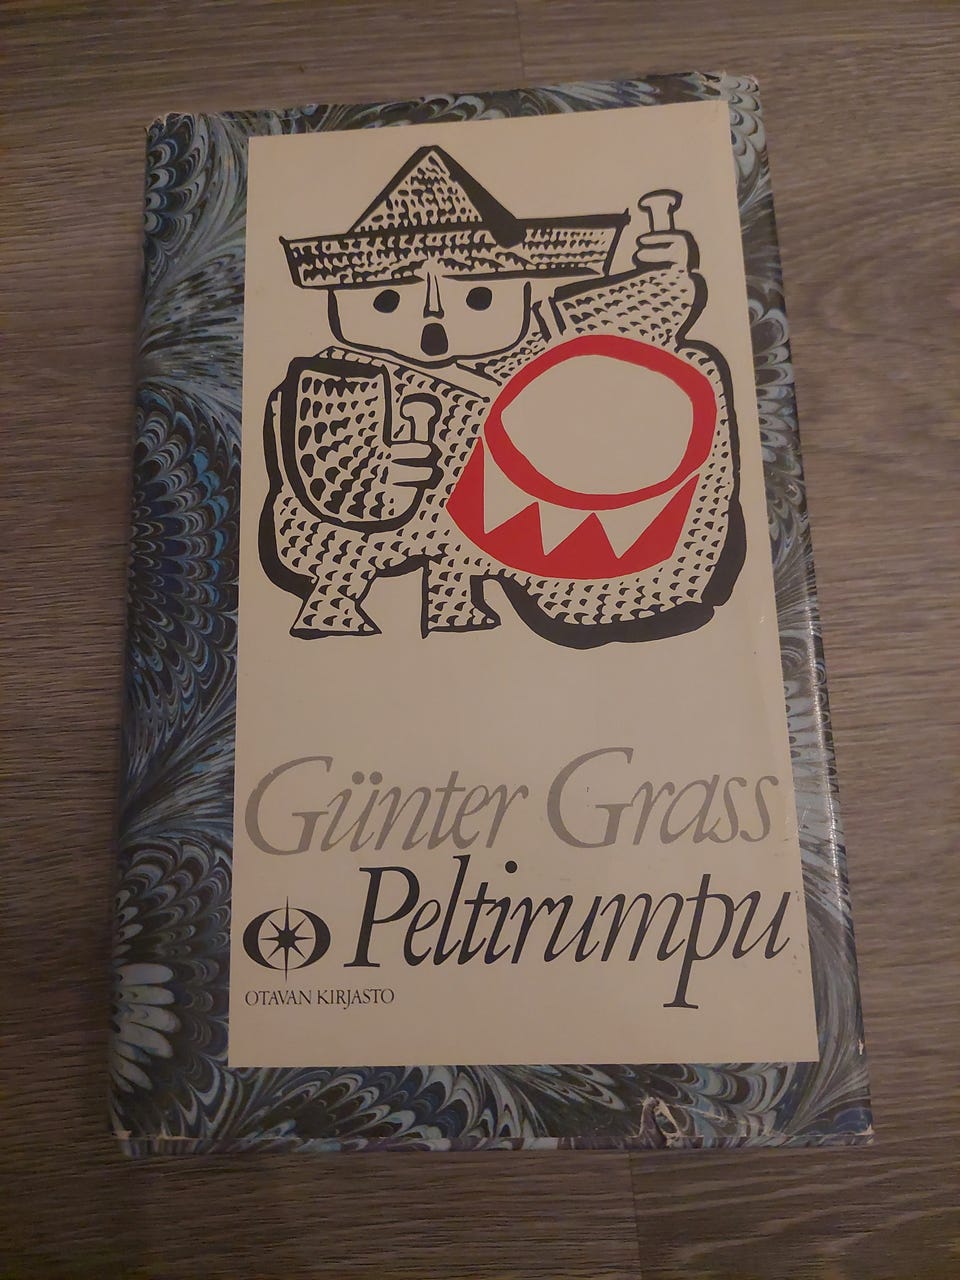 Günter Grass
Peltirumpu
OTAVAN KIRJASTO